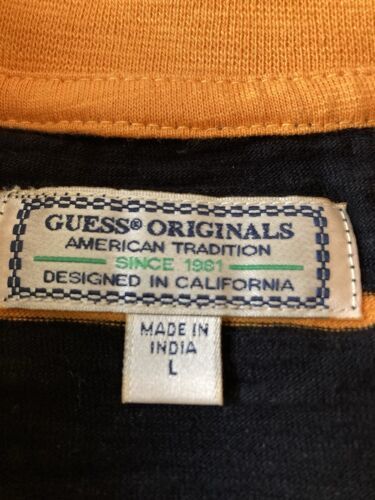 GUESS® ORIGINALS
AMERICAN TRADITION
SINCE 1981
DESIGNED IN CALIFORNIA
MADE IN
INDIA
L